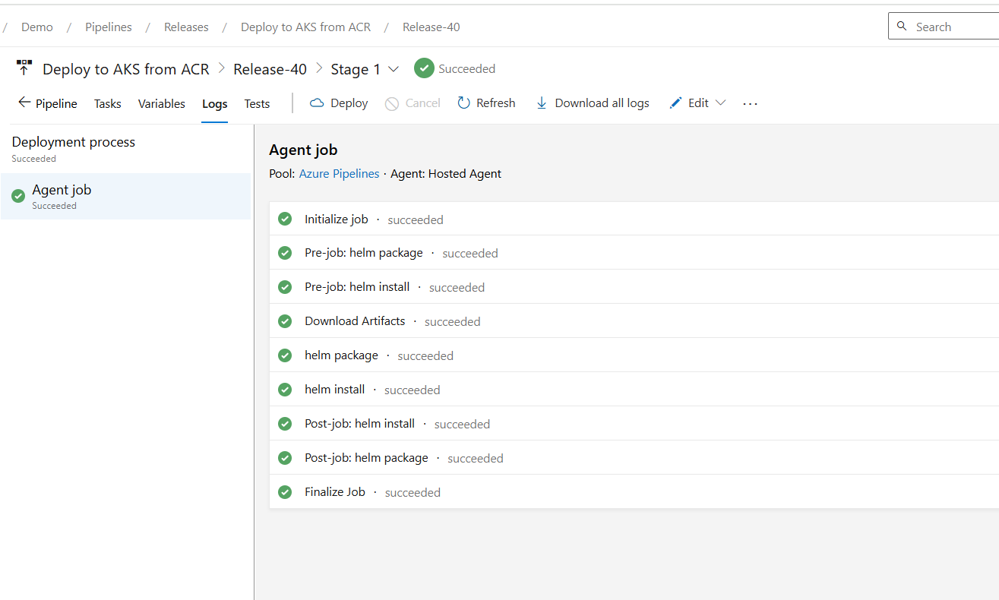 / Demo / Pipelines / Releases / Deploy to AKS from ACR / Release-40
Search
Deploy to AKS from ACR > Release-40 > Stage 1 Succeeded
← Pipeline Tasks Variables Logs Tests Deploy Cancel Refresh Download all logs Edit ...
Deployment process
Succeeded
Agent job
Succeeded
Agent job
Pool: Azure Pipelines · Agent: Hosted Agent
Initialize job · succeeded
Pre-job: helm package · succeeded
Pre-job: helm install · succeeded
Download Artifacts · succeeded
helm package · succeeded
helm install · succeeded
Post-job: helm install · succeeded
Post-job: helm package · succeeded
Finalize Job · succeeded